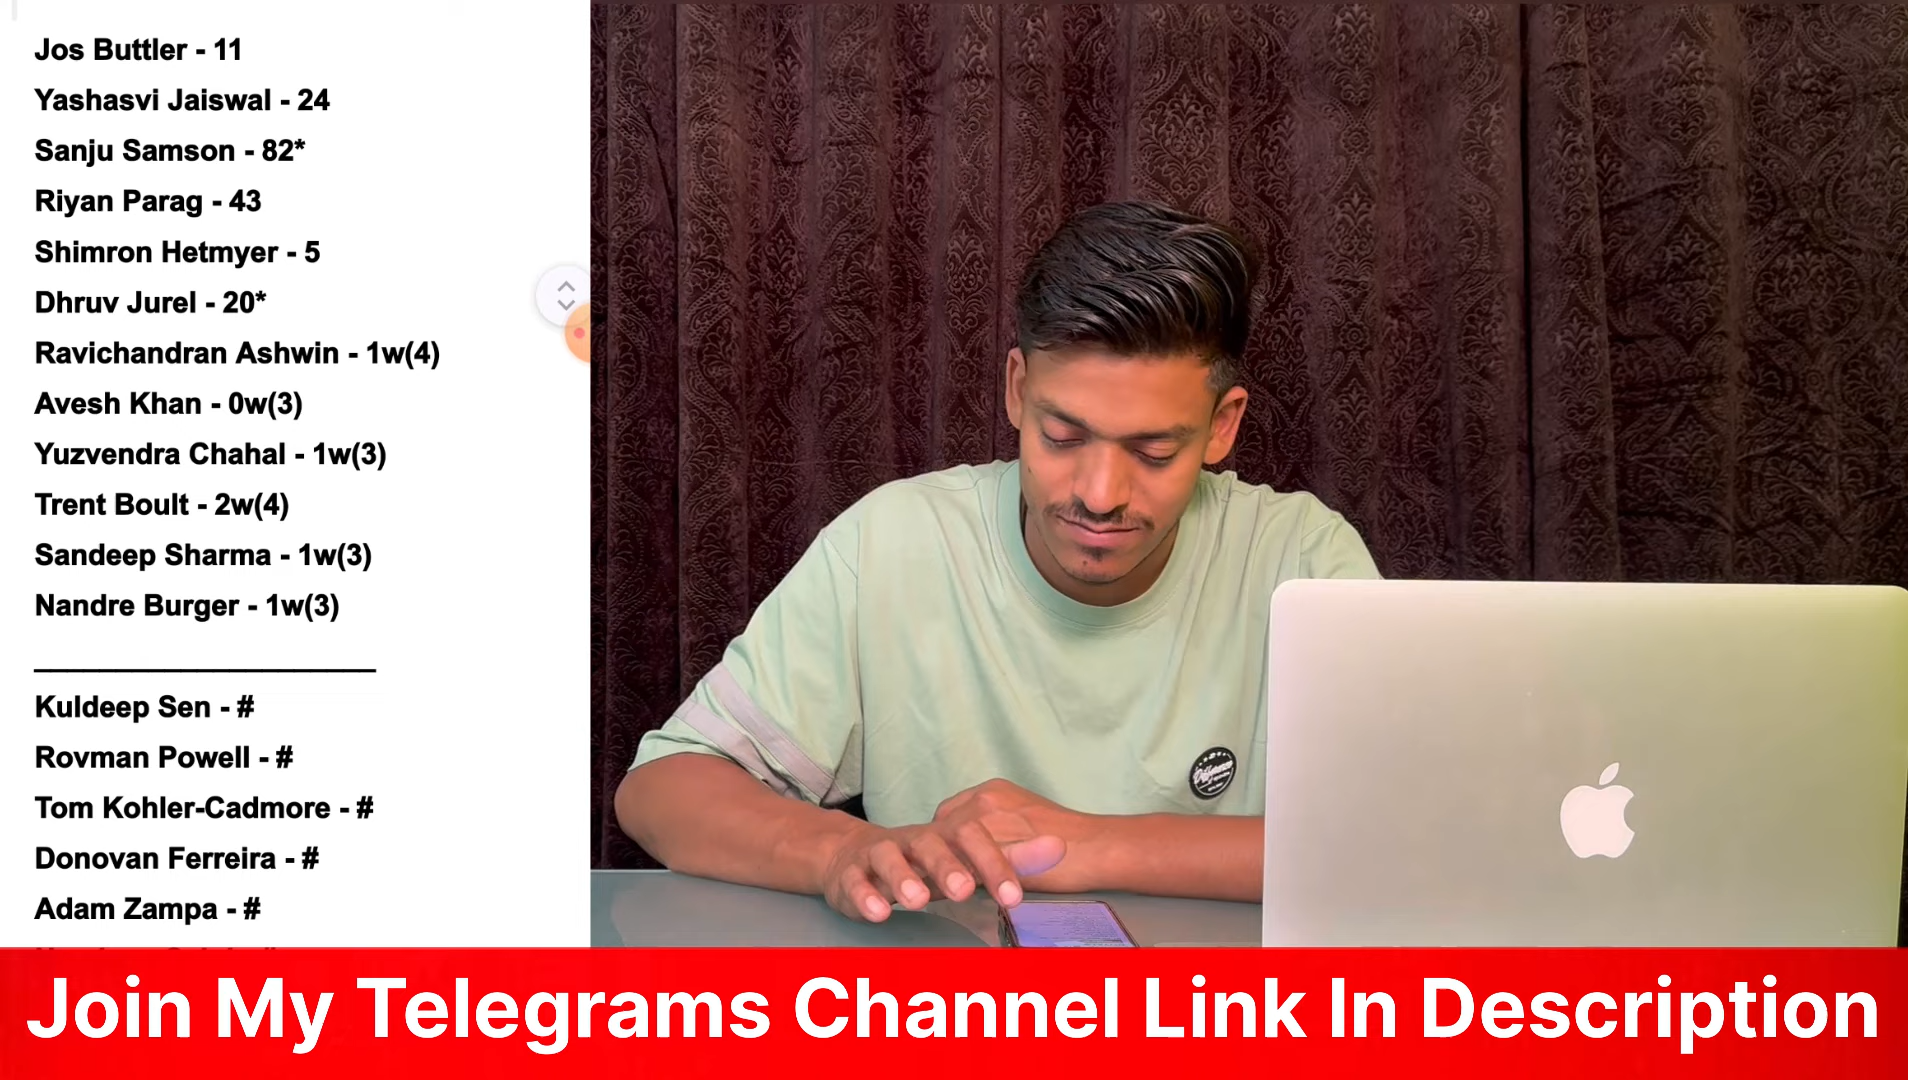 Jos Buttler - 11
Yashasvi Jaiswal - 24
Sanju Samson - 82*
Riyan Parag - 43
Shimron Hetmyer - 5
Dhruv Jurel - 20*
Ravichandran Ashwin - 1w(4)
Avesh Khan - 0w(3)
Yuzvendra Chahal - 1w(3)
Trent Boult - 2w(4)
Sandeep Sharma - 1w(3)
Nandre Burger - 1w(3)
Kuldeep Sen - #
Rovman Powell - #
Tom Kohler-Cadmore - #
Donovan Ferreira - #
Adam Zampa - #
Join My Telegrams Channel Link In Description